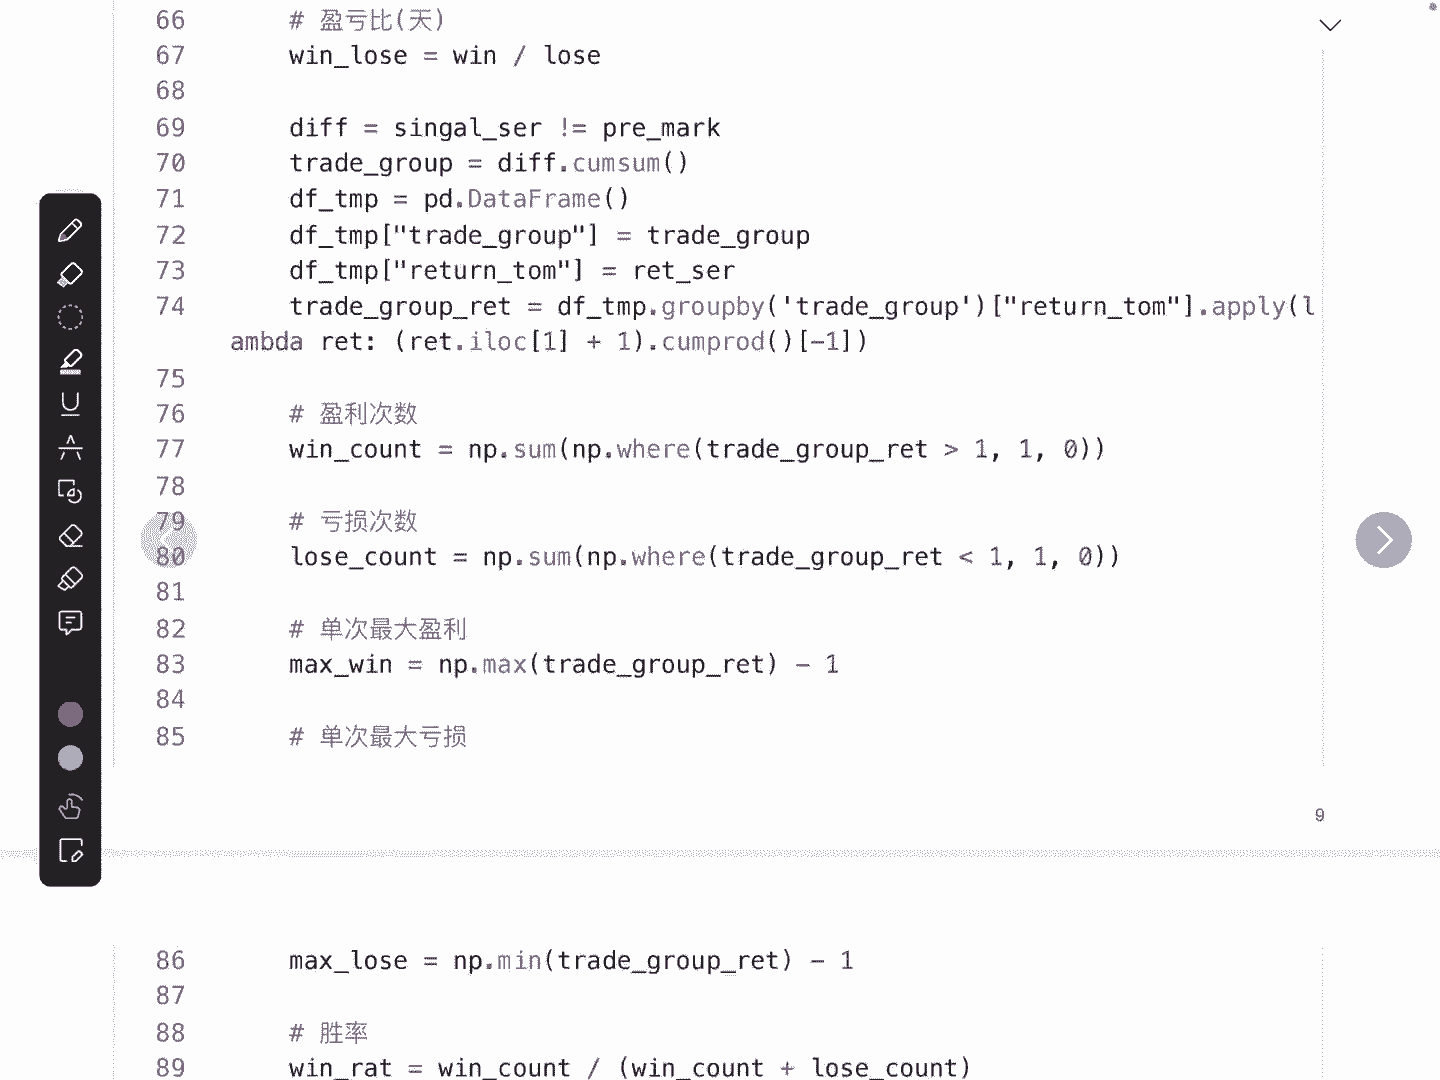 66 # 盈亏比(天)
67 win_lose = win / lose
68
69 diff = singal_ser != pre_mark
70 trade_group = diff.cumsum()
71 df_tmp = pd.DataFrame()
72 df_tmp["trade_group"] = trade_group
73 df_tmp["return_tom"] = ret_ser
74 trade_group_ret = df_tmp.groupby('trade_group')["return_tom"].apply(l
ambda ret: (ret.iloc[1] + 1).cumprod()[-1])
75
76 # 盈利次数
77 win_count = np.sum(np.where(trade_group_ret > 1, 1, 0))
78
79 # 亏损次数
80 lose_count = np.sum(np.where(trade_group_ret < 1, 1, 0))
81
82 # 单次最大盈利
83 max_win = np.max(trade_group_ret) - 1
84
85 # 单次最大亏损
9
86 max_lose = np.min(trade_group_ret) - 1
87
88 # 胜率
89 win_rat = win_count / (win_count + lose_count)